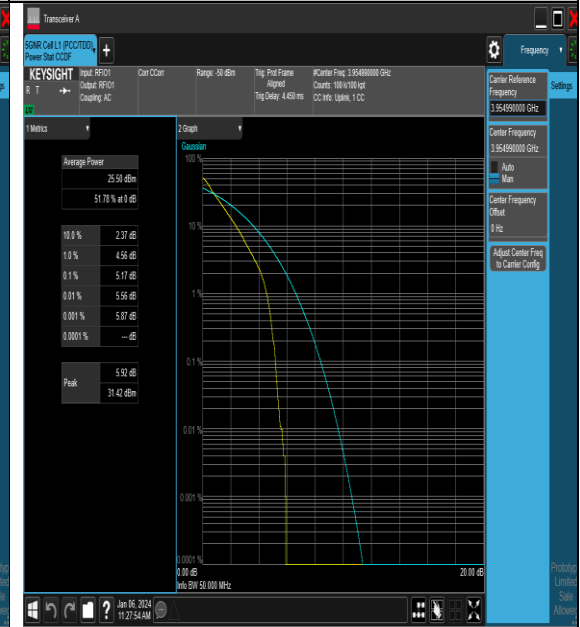 Transceiver A
5GNR Cell L1 (PCC/TDD),
Power Stat CCDF
Frequency
KEYSIGHT
R T
Input: RFIO1
Output: RFIO1
Coupling: AC
Corr CCorr
Range: -50 dBm
Trig: Prot Frame
Aligned
Trig Delay: 4.450 ms
#Center Freq: 3.954990000 GHz
Counts: 100 k/100 kpt
CC Info: Uplink, 1 CC
Carrier Reference
Frequency
3.954990000 GHz
Settings
Center Frequency
3.954990000 GHz
Auto
Man
Center Frequency
Offset
0 Hz
Adjust Center Freq
to Carrier Config
1 Metrics
Average Power
25.50 dBm
51.78 % at 0 dB
10.0 % 2.37 dB
1.0 % 4.56 dB
0.1 % 5.17 dB
0.01 % 5.56 dB
0.001 % 5.87 dB
0.0001 % --- dB
Peak
5.92 dB
31.42 dBm
2 Graph
Gaussian
100 %
10 %
1 %
0.1 %
0.01 %
0.001 %
0.0001 %
0.00 dB
20.00 dB
Info BW 50.000 MHz
Jan 06, 2024
11:27:54 AM
?
Limited
Sale